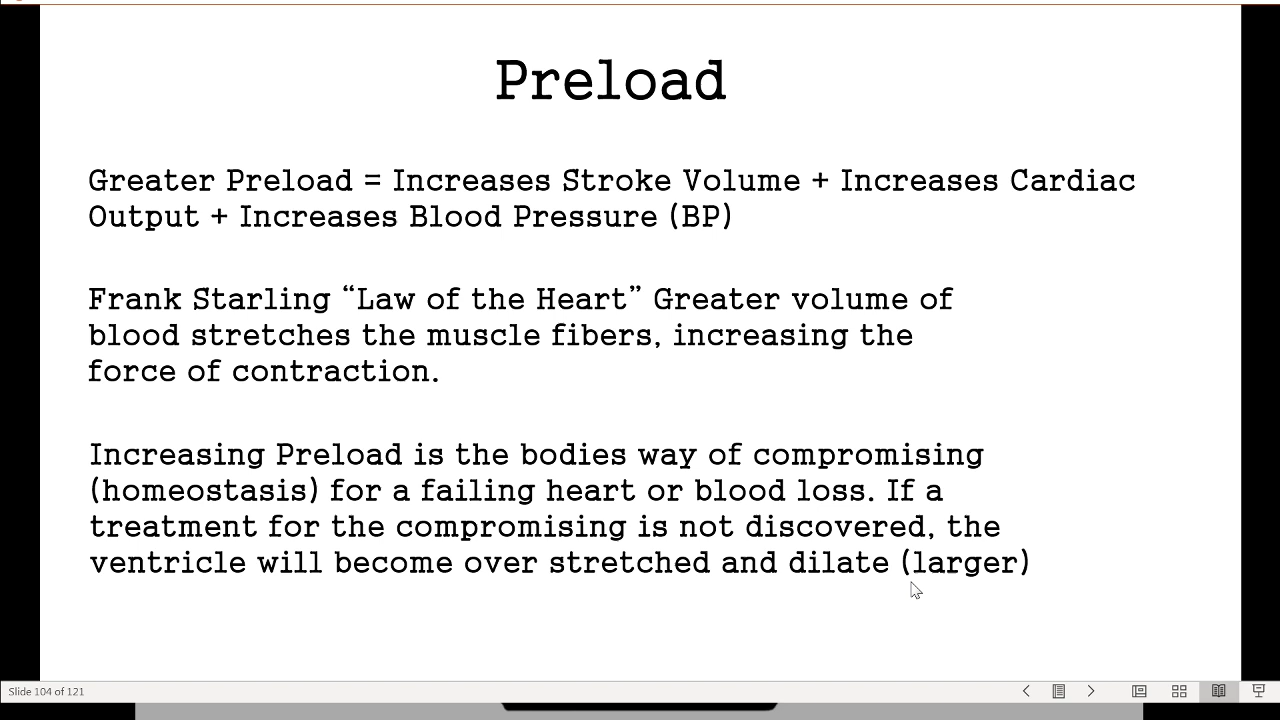 Preload
Greater Preload = Increases Stroke Volume + Increases Cardiac
Output + Increases Blood Pressure (BP)
Frank Starling “Law of the Heart” Greater volume of
blood stretches the muscle fibers, increasing the
force of contraction.
Increasing Preload is the bodies way of compromising
(homeostasis) for a failing heart or blood loss. If a
treatment for the compromising is not discovered, the
ventricle will become over stretched and dilate (larger)
Slide 104 of 121